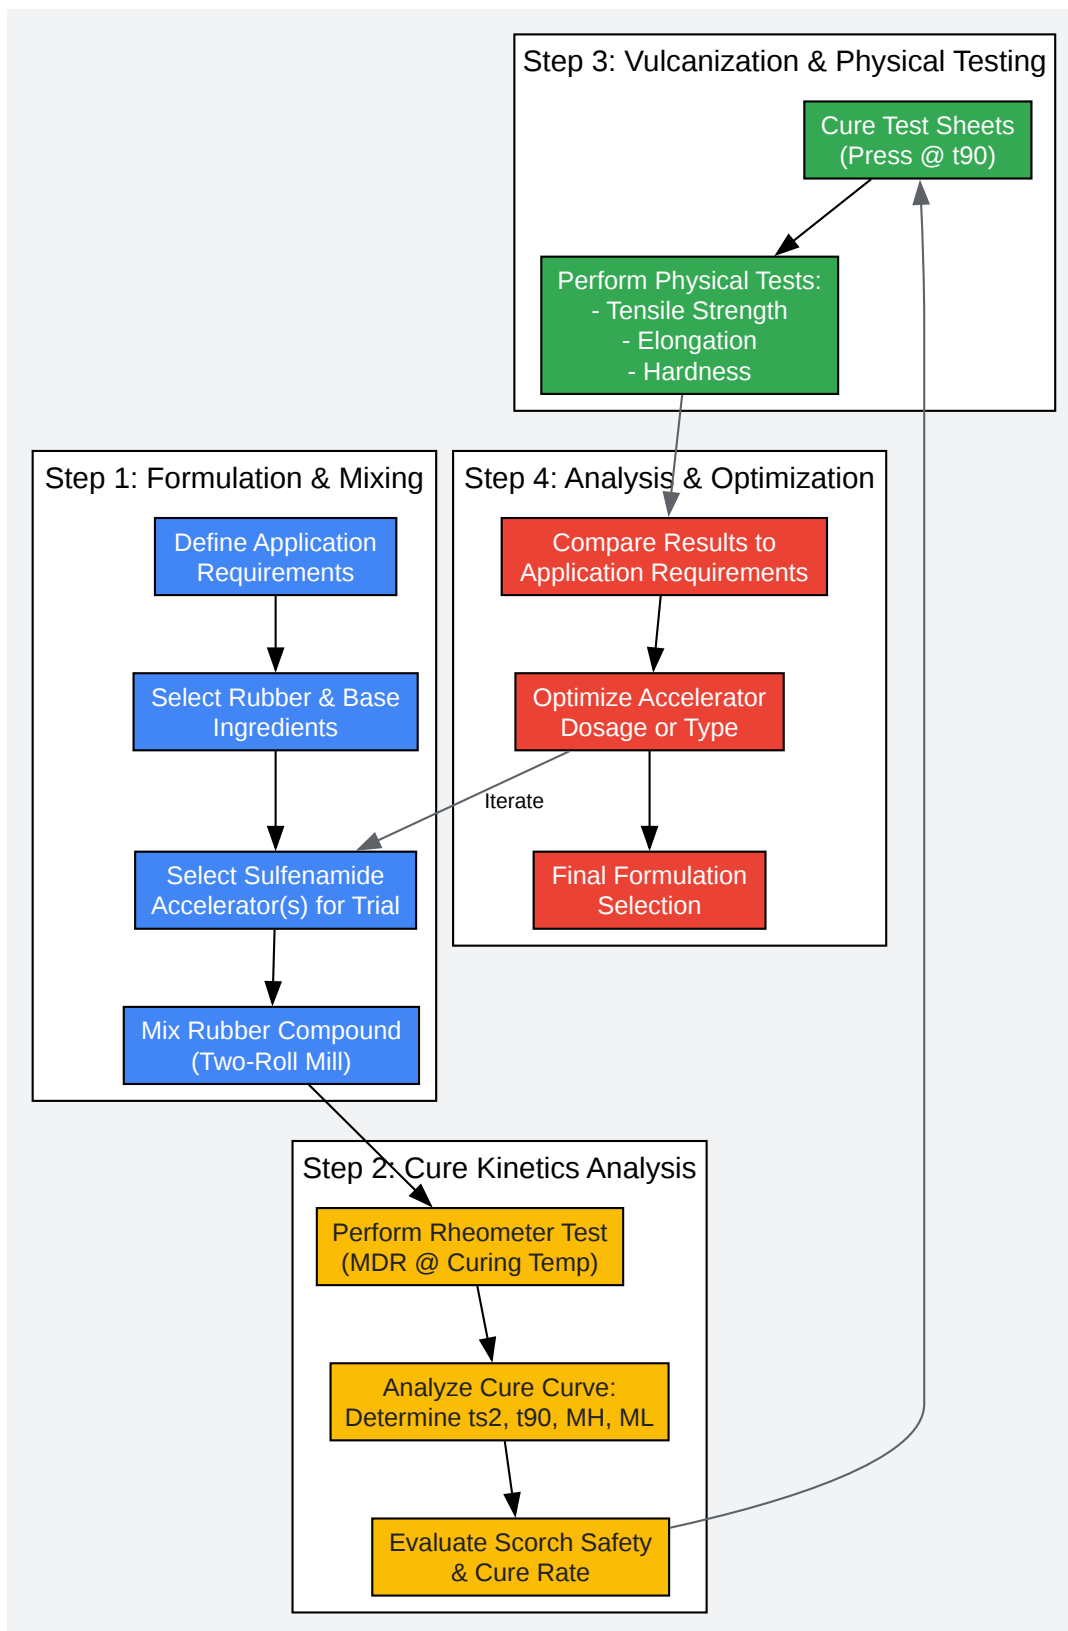 Step 3: Vulcanization & Physical Testing
Cure Test Sheets
(Press @ t90)
Perform Physical Tests:
- Tensile Strength
- Elongation
- Hardness
Step 1: Formulation & Mixing
Define Application
Requirements
Select Rubber & Base
Ingredients
Select Sulfenamide
Accelerator(s) for Trial
Mix Rubber Compound
(Two-Roll Mill)
Step 4: Analysis & Optimization
Compare Results to
Application Requirements
Optimize Accelerator
Dosage or Type
Iterate
Final Formulation
Selection
Step 2: Cure Kinetics Analysis
Perform Rheometer Test
(MDR @ Curing Temp)
Analyze Cure Curve:
Determine ts2, t90, MH, ML
Evaluate Scorch Safety
& Cure Rate